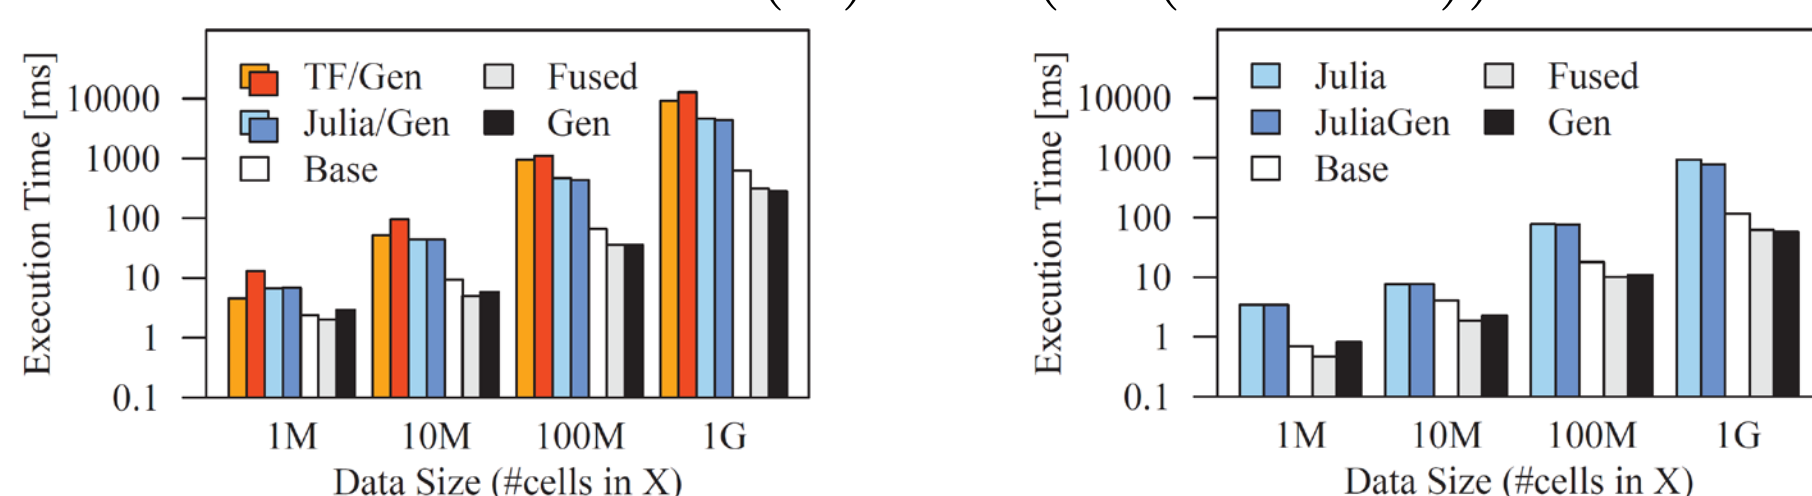 Execution Time [ms]
10000
1000
100
10
1
0.1
TF/Gen
Julia/Gen
Base
Fused
Gen
1M 10M 100M 1G
Data Size (#cells in X)
Execution Time [ms]
10000
1000
100
10
1
0.1
Julia
JuliaGen
Base
Fused
Gen
1M 10M 100M 1G
Data Size (#cells in X)